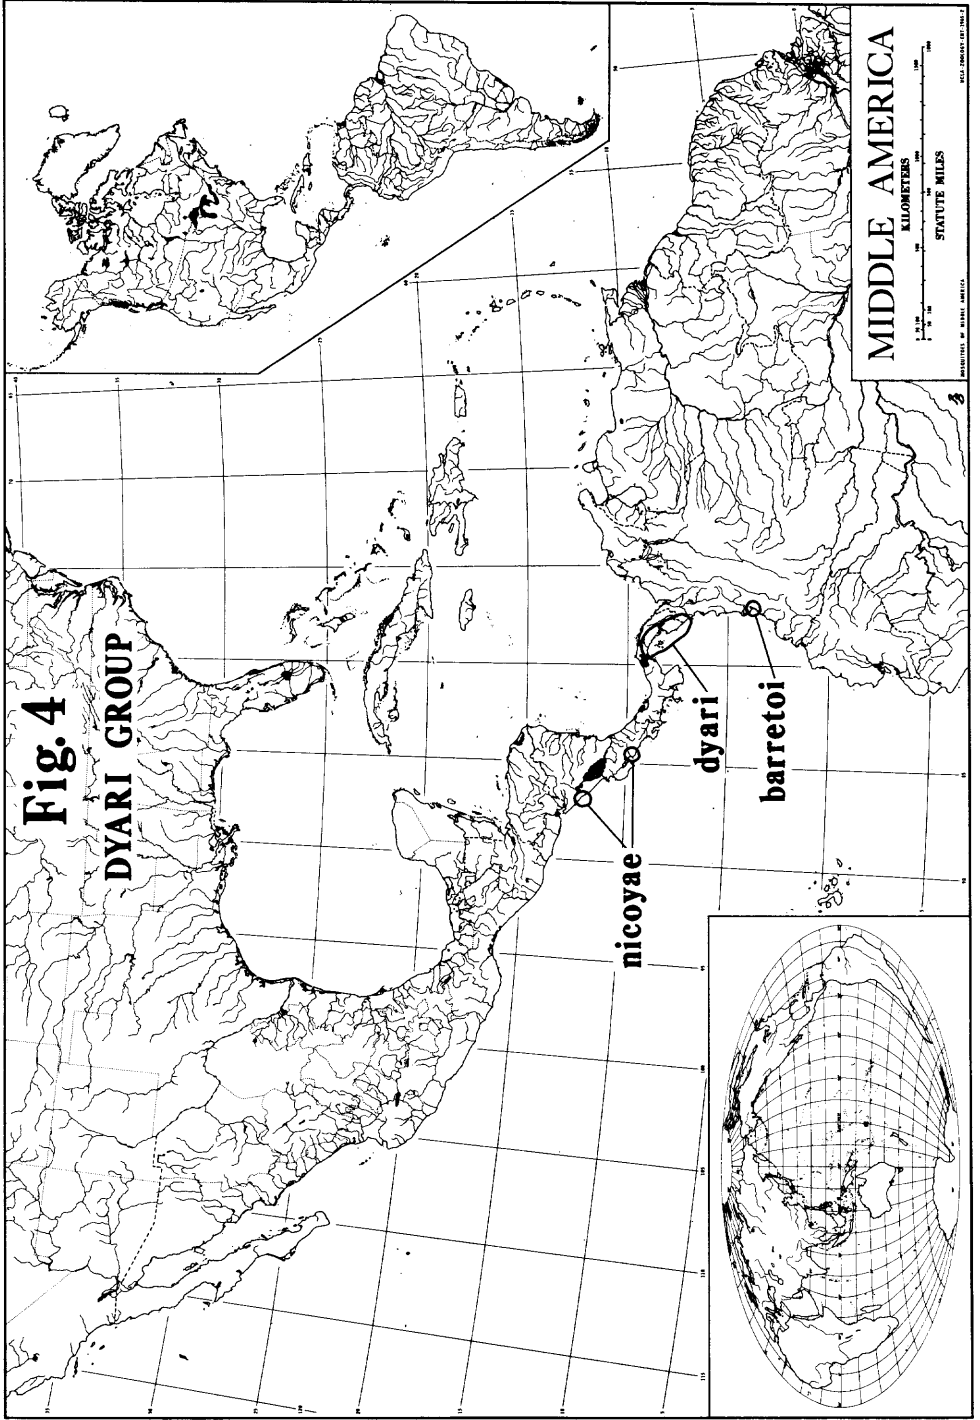 Fig. 4
DYARI GROUP
nicoyae
dyari
barretoi
MIDDLE AMERICA
KILOMETERS
STATUTE MILES
MOSQUITOES OF MIDDLE AMERICA